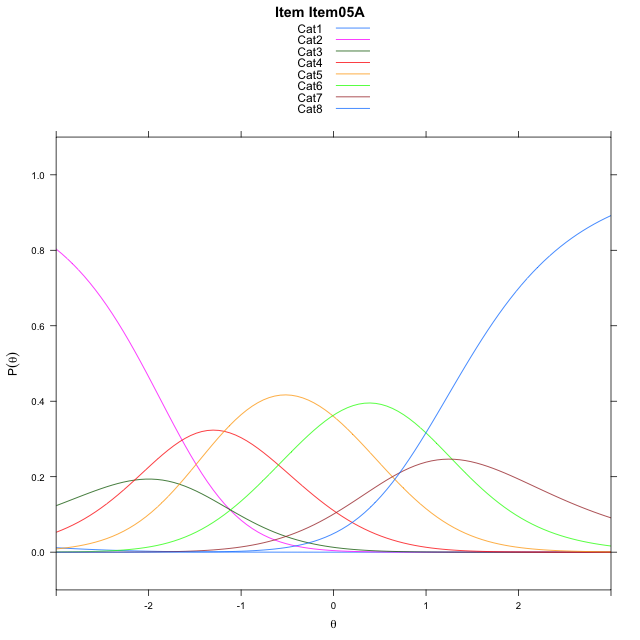 Item Item05A
Cat1
Cat2
Cat3
Cat4
Cat5
Cat6
Cat7
Cat8
1.0
0.8
0.6
0.4
0.2
0.0
P(θ)
-2 -1 0 1 2
θ